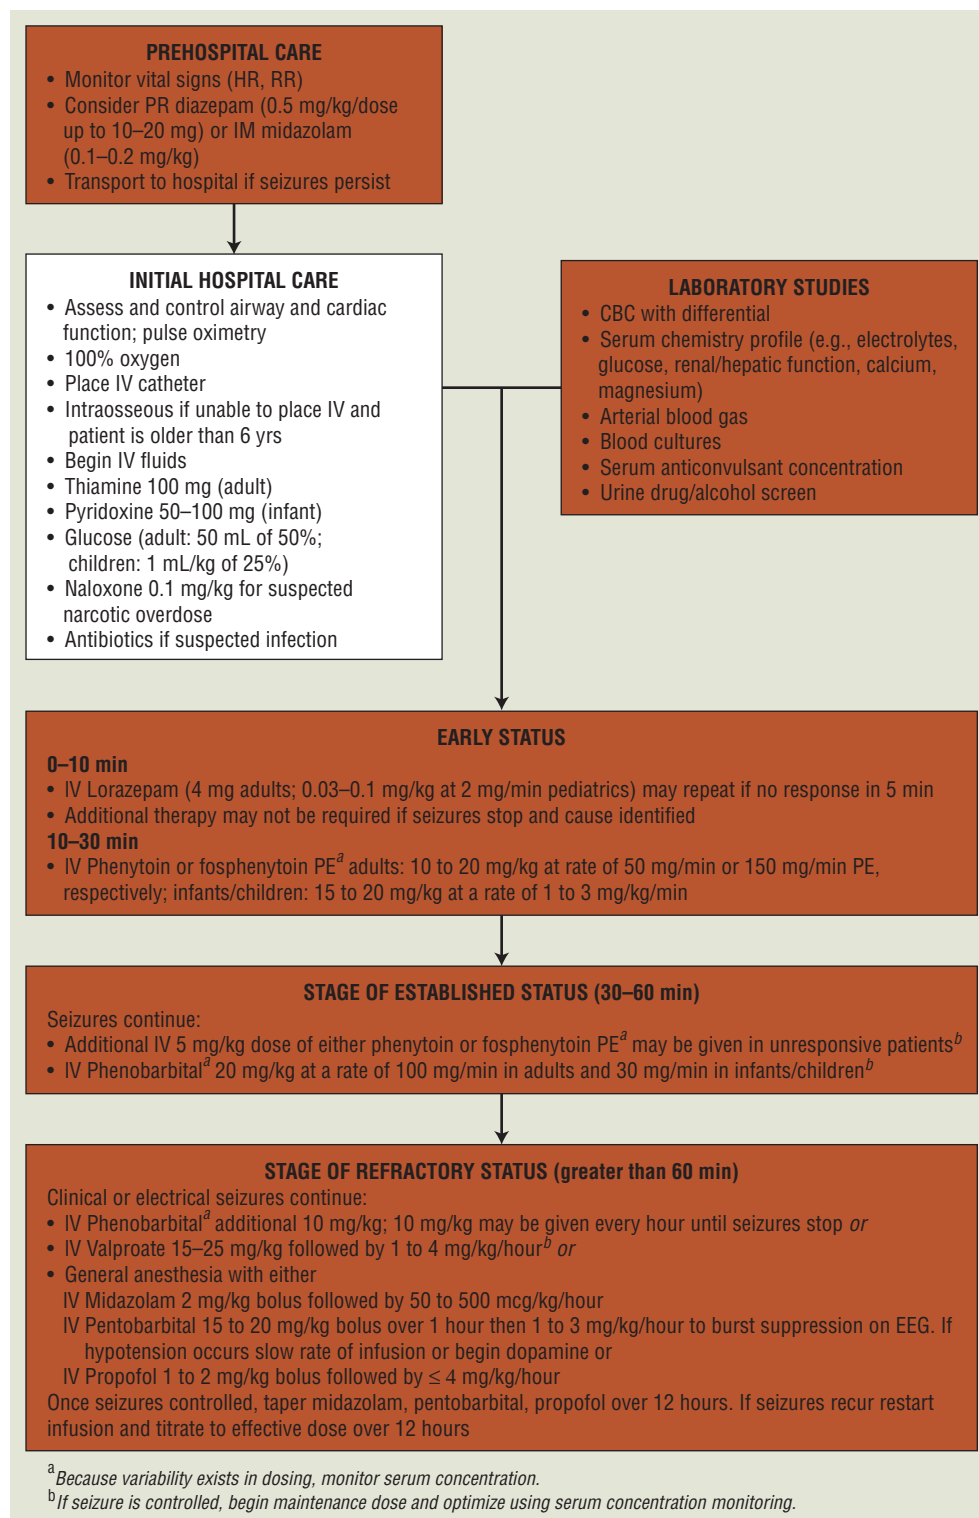 PREHOSPITAL CARE
• Monitor vital signs (HR, RR)
• Consider PR diazepam (0.5 mg/kg/dose
up to 10–20 mg) or IM midazolam
(0.1–0.2 mg/kg)
• Transport to hospital if seizures persist
INITIAL HOSPITAL CARE
• Assess and control airway and cardiac
function; pulse oximetry
• 100% oxygen
• Place IV catheter
• Intraosseous if unable to place IV and
patient is older than 6 yrs
• Begin IV fluids
• Thiamine 100 mg (adult)
• Pyridoxine 50–100 mg (infant)
• Glucose (adult: 50 mL of 50%;
children: 1 mL/kg of 25%)
• Naloxone 0.1 mg/kg for suspected
narcotic overdose
• Antibiotics if suspected infection
LABORATORY STUDIES
• CBC with differential
• Serum chemistry profile (e.g., electrolytes,
glucose, renal/hepatic function, calcium,
magnesium)
• Arterial blood gas
• Blood cultures
• Serum anticonvulsant concentration
• Urine drug/alcohol screen
EARLY STATUS
0–10 min
• IV Lorazepam (4 mg adults; 0.03–0.1 mg/kg at 2 mg/min pediatrics) may repeat if no response in 5 min
• Additional therapy may not be required if seizures stop and cause identified
10–30 min
• IV Phenytoin or fosphenytoin PEᵃ adults: 10 to 20 mg/kg at rate of 50 mg/min or 150 mg/min PE,
respectively; infants/children: 15 to 20 mg/kg at a rate of 1 to 3 mg/kg/min
STAGE OF ESTABLISHED STATUS (30–60 min)
Seizures continue:
• Additional IV 5 mg/kg dose of either phenytoin or fosphenytoin PEᵃ may be given in unresponsive patientsᵇ
• IV Phenobarbitalᵃ 20 mg/kg at a rate of 100 mg/min in adults and 30 mg/min in infants/childrenᵇ
STAGE OF REFRACTORY STATUS (greater than 60 min)
Clinical or electrical seizures continue:
• IV Phenobarbitalᵃ additional 10 mg/kg; 10 mg/kg may be given every hour until seizures stop or
• IV Valproate 15–25 mg/kg followed by 1 to 4 mg/kg/hourᵇ or
• General anesthesia with either
IV Midazolam 2 mg/kg bolus followed by 50 to 500 mcg/kg/hour
IV Pentobarbital 15 to 20 mg/kg bolus over 1 hour then 1 to 3 mg/kg/hour to burst suppression on EEG. If
hypotension occurs slow rate of infusion or begin dopamine or
IV Propofol 1 to 2 mg/kg bolus followed by ≤ 4 mg/kg/hour
Once seizures controlled, taper midazolam, pentobarbital, propofol over 12 hours. If seizures recur restart
infusion and titrate to effective dose over 12 hours
ᵃBecause variability exists in dosing, monitor serum concentration.
ᵇIf seizure is controlled, begin maintenance dose and optimize using serum concentration monitoring.